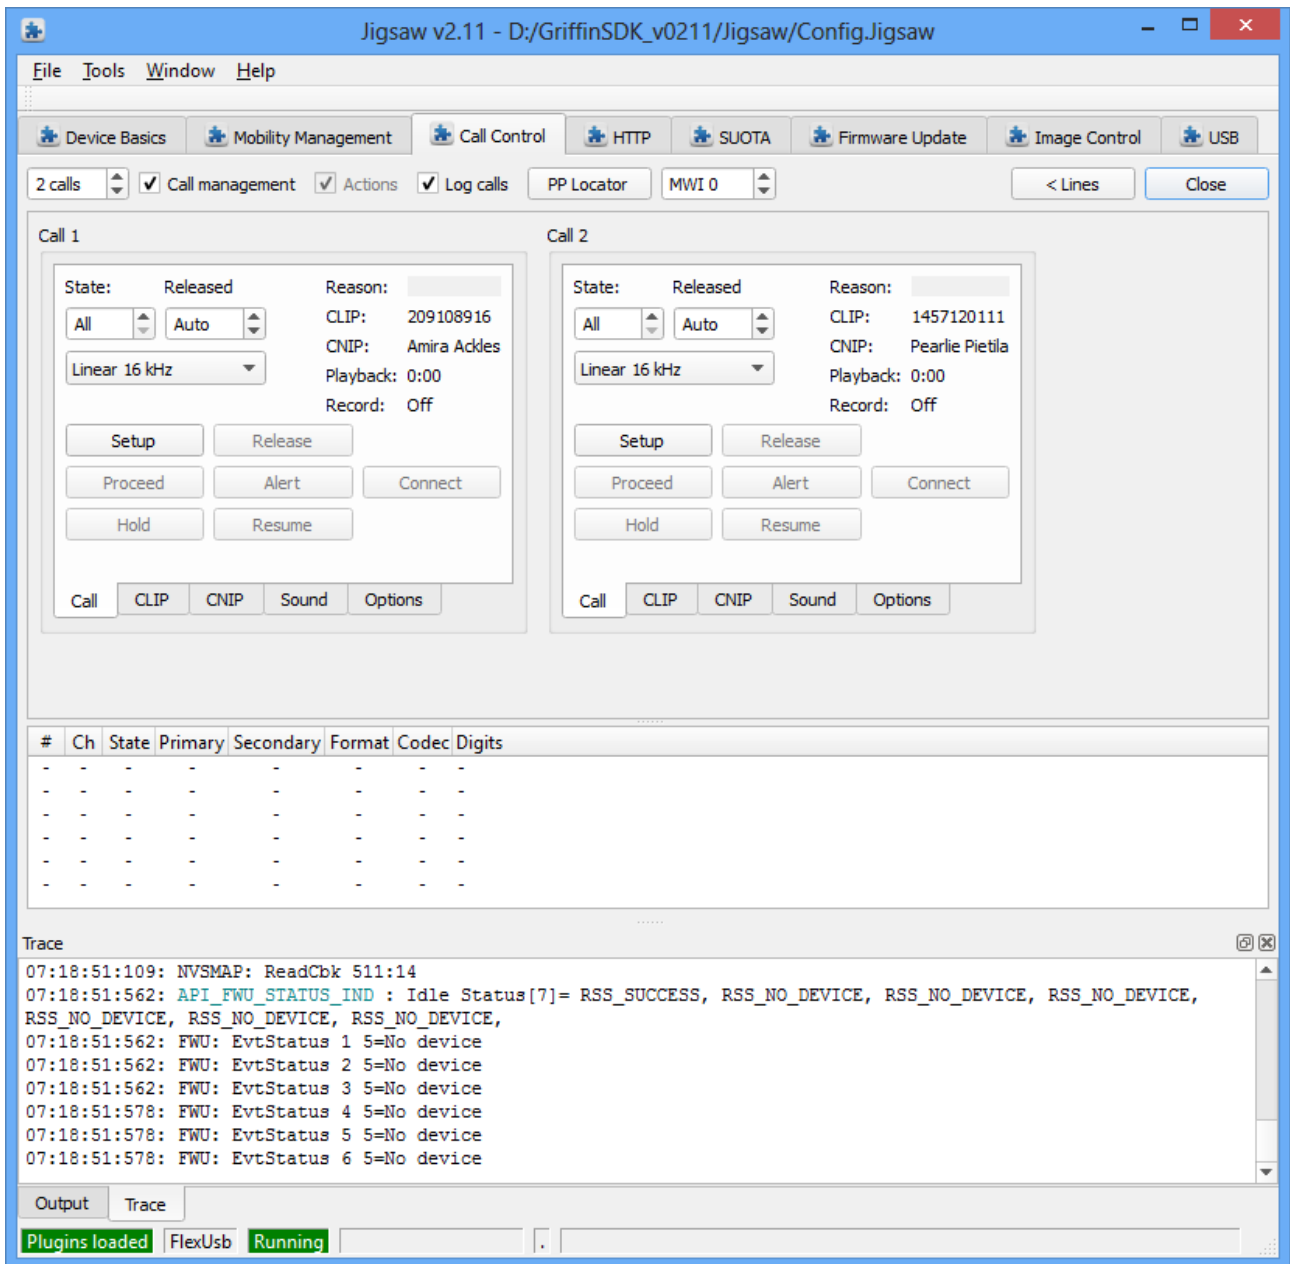 Jigsaw v2.11 - D:/GriffinSDK_v0211/Jigsaw/Config.Jigsaw
File Tools Window Help
Device Basics Mobility Management Call Control HTTP SUOTA Firmware Update Image Control USB
2 calls Call management Actions Log calls PP Locator MWI 0 < Lines Close
Call 1 Call 2
State: Released Reason: State: Released Reason:
All Auto CLIP: 209108916 All Auto CLIP: 1457120111
CNIP: Amira Ackles CNIP: Pearlie Pietila
Linear 16 kHz Playback: 0:00 Linear 16 kHz Playback: 0:00
Record: Off Record: Off
Setup Release Setup Release
Proceed Alert Connect Proceed Alert Connect
Hold Resume Hold Resume
Call CLIP CNIP Sound Options Call CLIP CNIP Sound Options
# Ch State Primary Secondary Format Codec Digits
- - - - - - - -
- - - - - - - -
- - - - - - - -
- - - - - - - -
- - - - - - - -
- - - - - - - -
Trace
07:18:51:109: NVSMAP: ReadCbk 511:14
07:18:51:562: API_FWU_STATUS_IND : Idle Status[7]= RSS_SUCCESS, RSS_NO_DEVICE, RSS_NO_DEVICE, RSS_NO_DEVICE,
RSS_NO_DEVICE, RSS_NO_DEVICE, RSS_NO_DEVICE,
07:18:51:562: FWU: EvtStatus 1 5=No device
07:18:51:562: FWU: EvtStatus 2 5=No device
07:18:51:562: FWU: EvtStatus 3 5=No device
07:18:51:578: FWU: EvtStatus 4 5=No device
07:18:51:578: FWU: EvtStatus 5 5=No device
07:18:51:578: FWU: EvtStatus 6 5=No device
Output Trace
Plugins loaded FlexUsb Running .